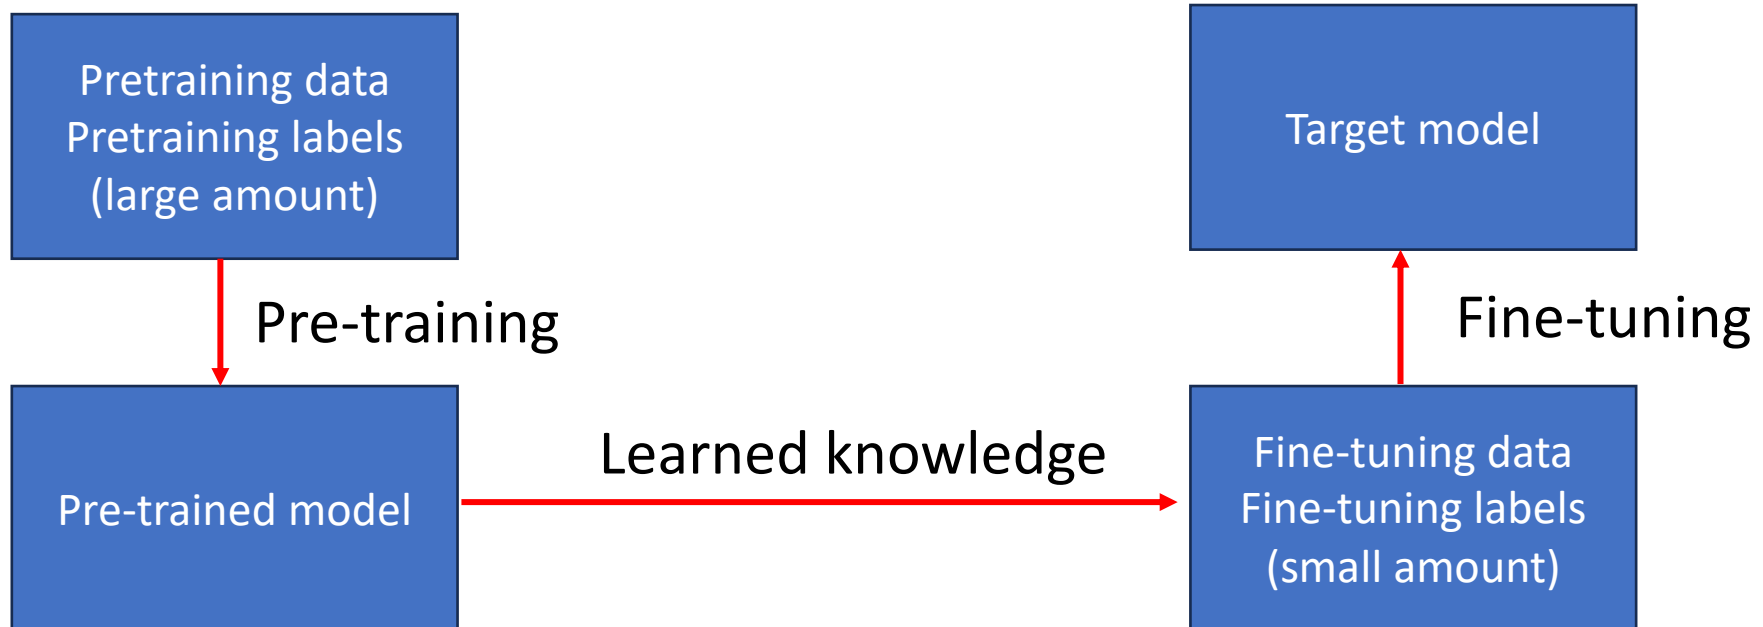 Pretraining data
Pretraining labels
(large amount)
Pre-training
Pre-trained model
Learned knowledge
Fine-tuning data
Fine-tuning labels
(small amount)
Fine-tuning
Target model